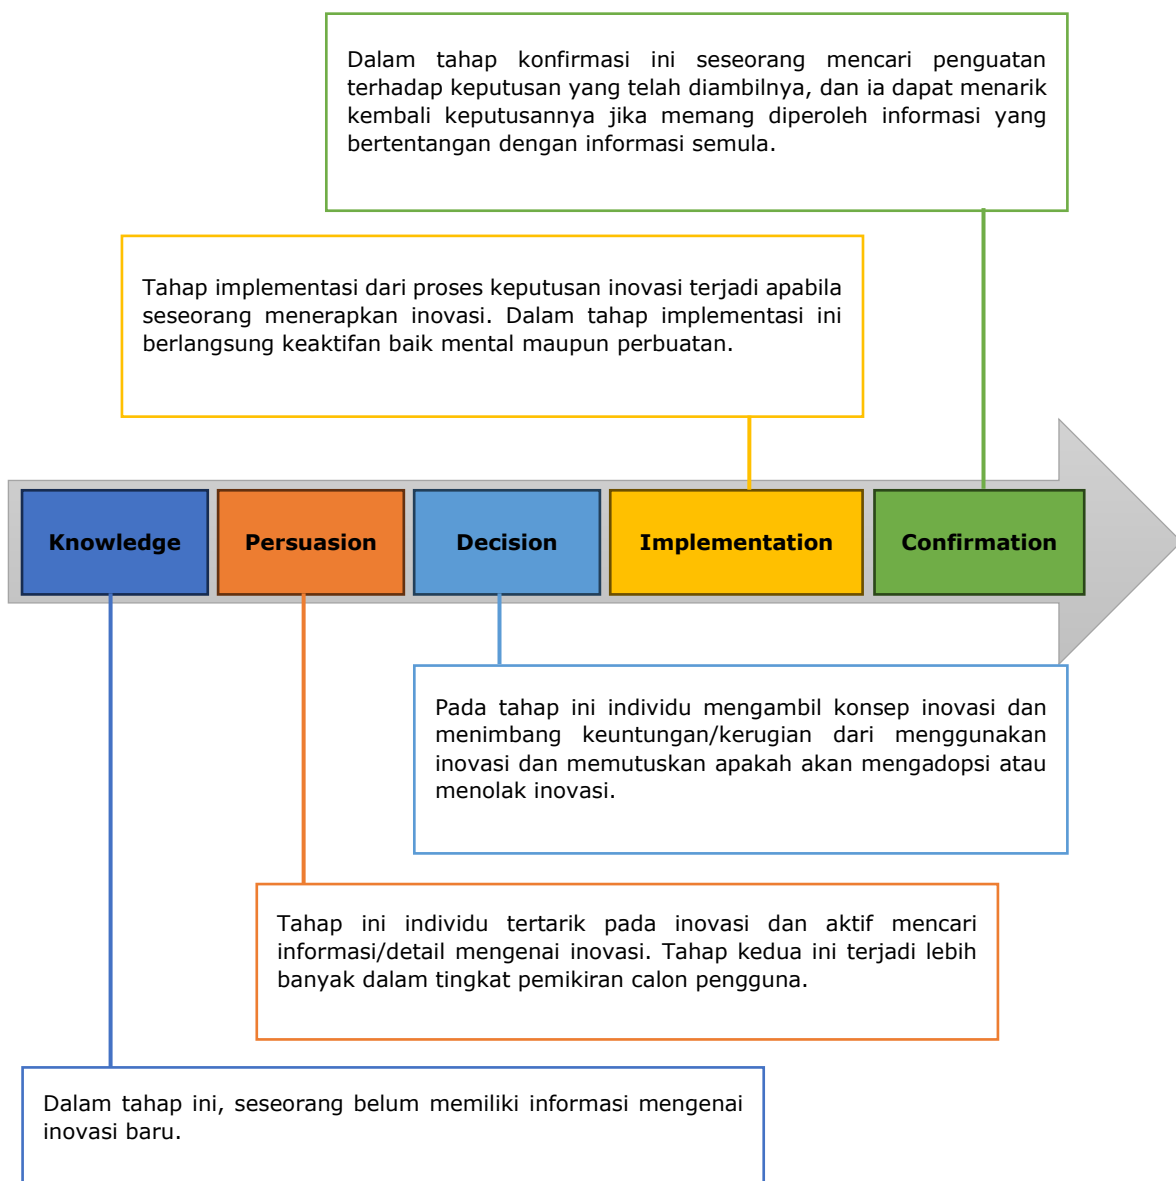 Dalam tahap konfirmasi ini seseorang mencari penguatan
terhadap keputusan yang telah diambilnya, dan ia dapat menarik
kembali keputusannya jika memang diperoleh informasi yang
bertentangan dengan informasi semula.
Tahap implementasi dari proses keputusan inovasi terjadi apabila
seseorang menerapkan inovasi. Dalam tahap implementasi ini
berlangsung keaktifan baik mental maupun perbuatan.
Knowledge
Persuasion
Decision
Implementation
Confirmation
Pada tahap ini individu mengambil konsep inovasi dan
menimbang keuntungan/kerugian dari menggunakan
inovasi dan memutuskan apakah akan mengadopsi atau
menolak inovasi.
Tahap ini individu tertarik pada inovasi dan aktif mencari
informasi/detail mengenai inovasi. Tahap kedua ini terjadi lebih
banyak dalam tingkat pemikiran calon pengguna.
Dalam tahap ini, seseorang belum memiliki informasi mengenai
inovasi baru.